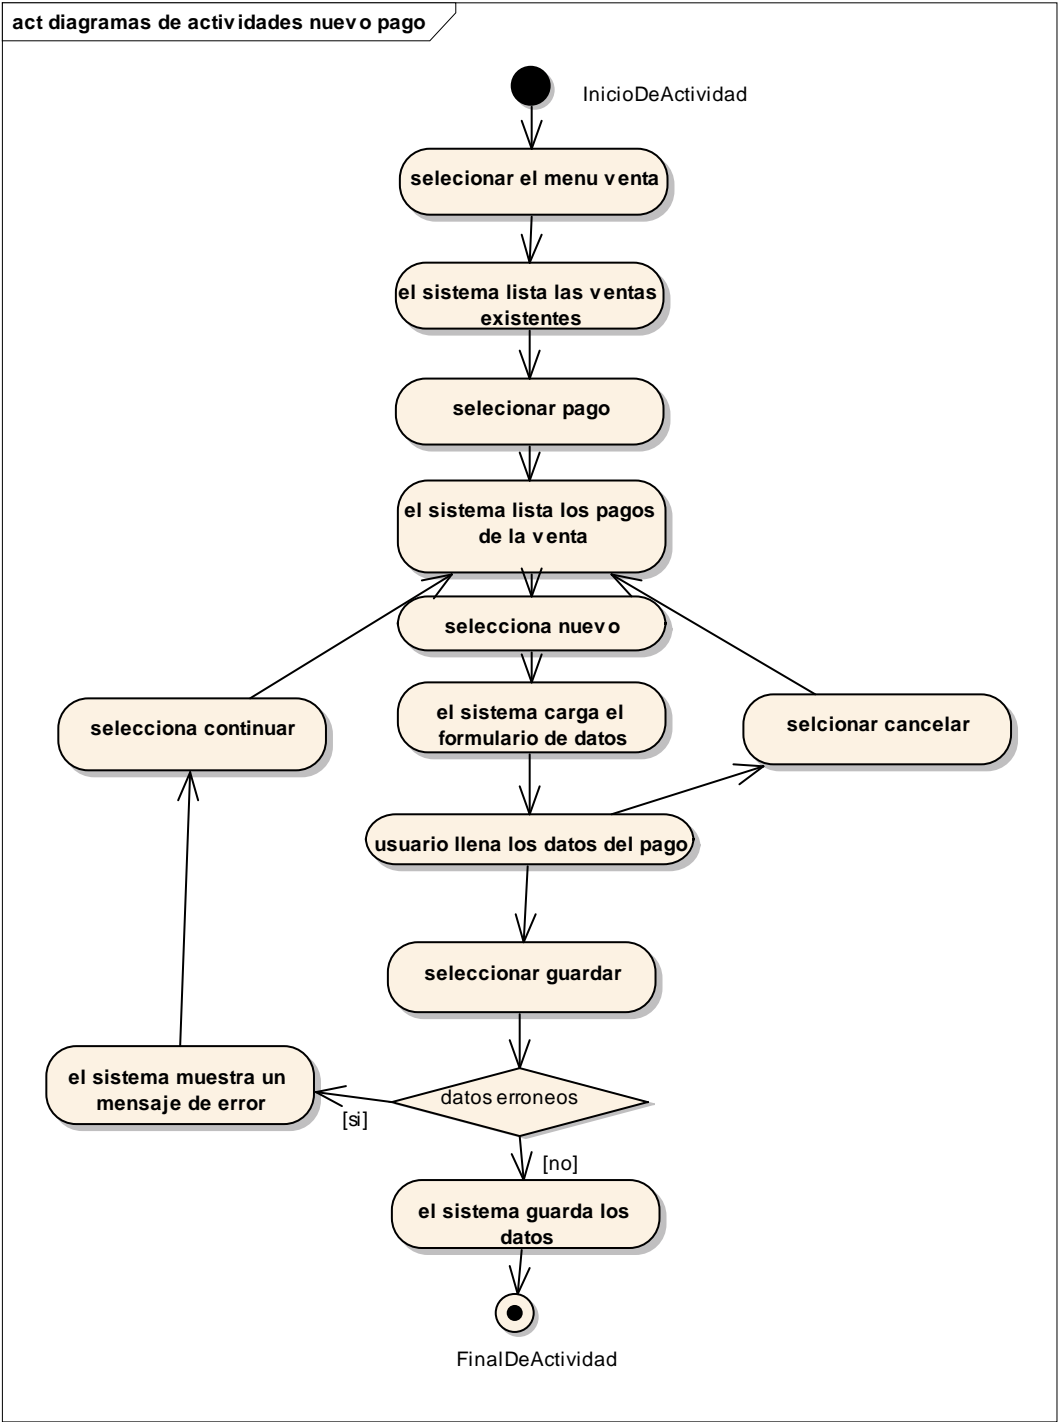 act diagramas de actividades nuevo pago
InicioDeActividad
selecionar el menu venta
el sistema lista las ventas
existentes
selecionar pago
el sistema lista los pagos
de la venta
selecciona nuevo
el sistema carga el
formulario de datos
selecciona continuar
selcionar cancelar
usuario llena los datos del pago
seleccionar guardar
el sistema muestra un
mensaje de error
datos erroneos
[si]
[no]
el sistema guarda los
datos
FinalDeActividad